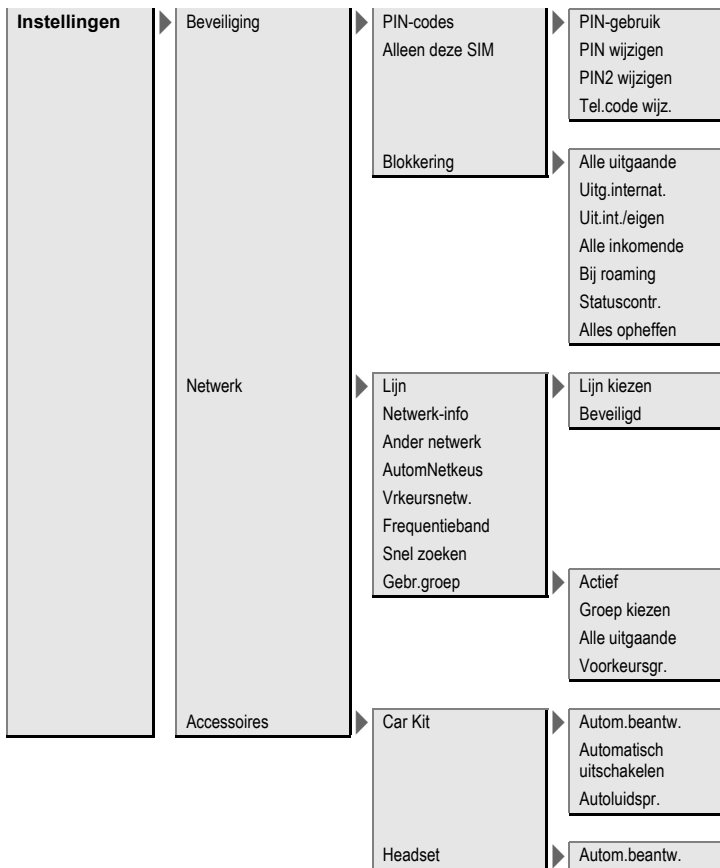 Instellingen
Beveiliging
PIN-codes
PIN-gebruik
Alleen deze SIM
PIN wijzigen
PIN2 wijzigen
Tel.code wijz.
Blokkering
Alle uitgaande
Uitg.internat.
Uit.int./eigen
Alle inkomende
Bij roaming
Statuscontr.
Alles opheffen
Netwerk
Lijn
Lijn kiezen
Netwerk-info
Beveiligd
Ander netwerk
AutomNetkeus
Vrkeursnetw.
Frequentieband
Snel zoeken
Gebr.groep
Actief
Groep kiezen
Alle uitgaande
Voorkeursgr.
Accessoires
Car Kit
Autom.beantw.
Automatisch
uitschakelen
Autoluidspr.
Headset
Autom.beantw.